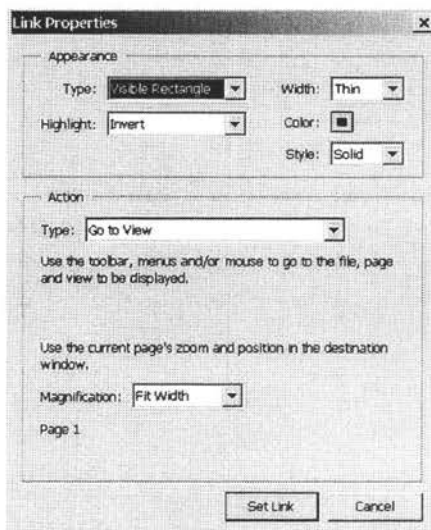 Link Properties
Appearance
Type: Visible Rectangle Width: Thin
Highlight: Invert Color:
Style: Solid
Action
Type: Go to View
Use the toolbar, menus and/or mouse to go to the file, page
and view to be displayed.
Use the current page's zoom and position in the destination
window.
Magnification: Fit Width
Page 1
Set Link Cancel